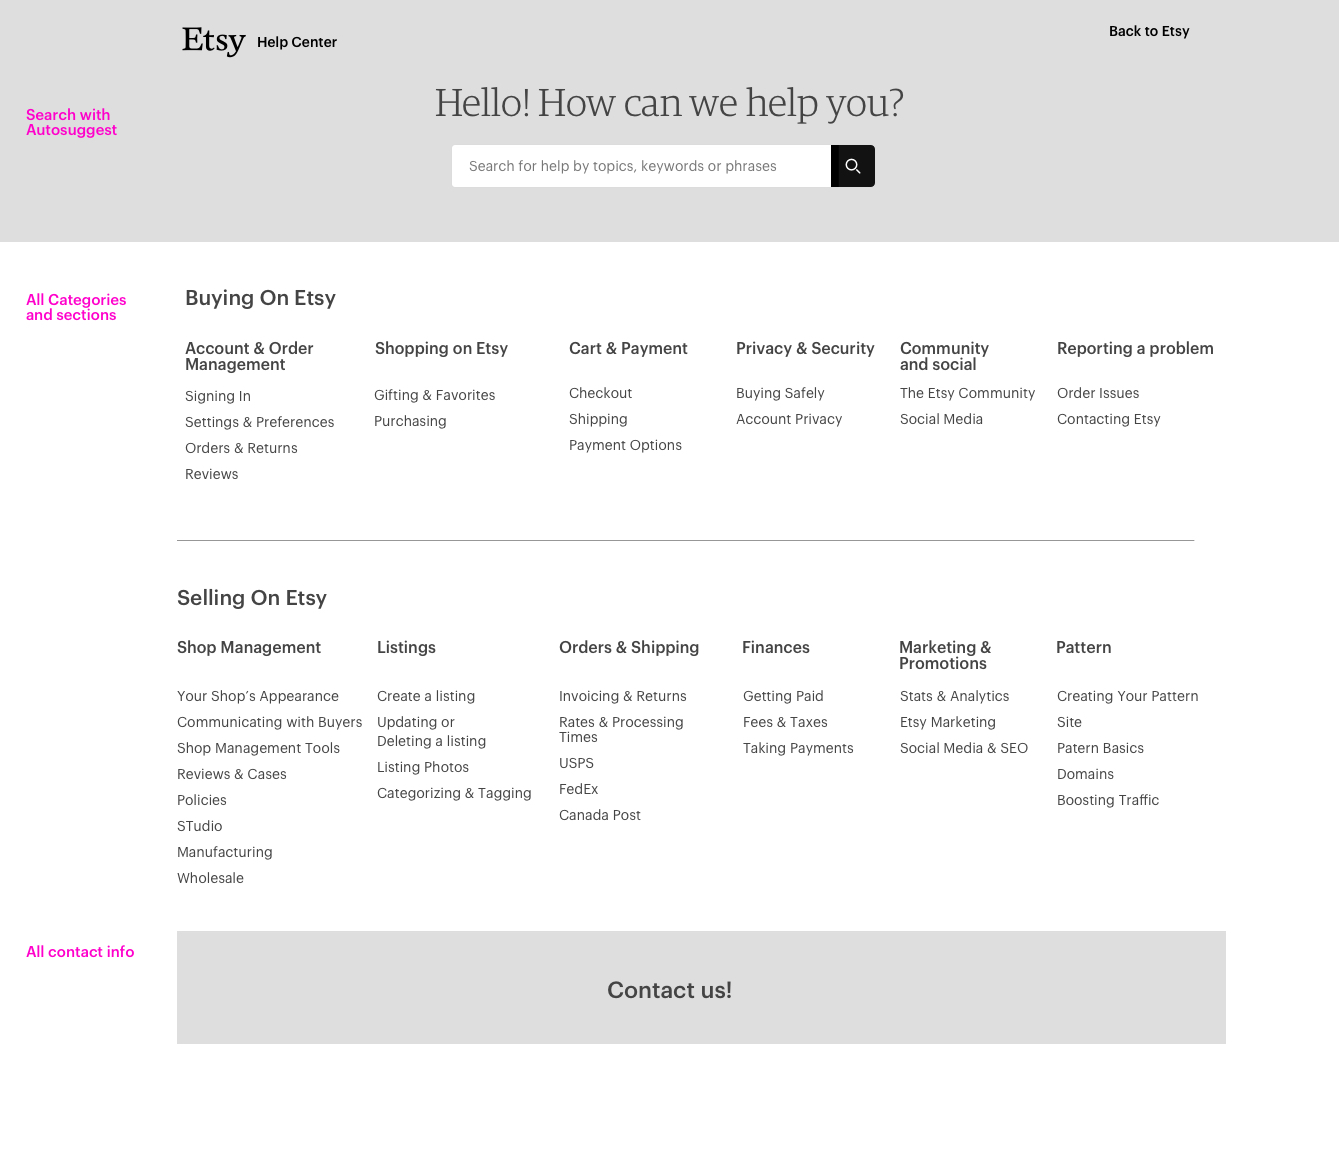 Etsy Help Center
Back to Etsy
Search with
Autosuggest
Hello! How can we help you?
Search for help by topics, keywords or phrases
All Categories
and sections
Buying On Etsy
Account & Order
Management
Signing In
Settings & Preferences
Orders & Returns
Reviews
Shopping on Etsy
Gifting & Favorites
Purchasing
Cart & Payment
Checkout
Shipping
Payment Options
Privacy & Security
Buying Safely
Account Privacy
Community
and social
The Etsy Community
Social Media
Reporting a problem
Order Issues
Contacting Etsy
Selling On Etsy
Shop Management
Your Shop’s Appearance
Communicating with Buyers
Shop Management Tools
Reviews & Cases
Policies
STudio
Manufacturing
Wholesale
Listings
Create a listing
Updating or
Deleting a listing
Listing Photos
Categorizing & Tagging
Orders & Shipping
Invoicing & Returns
Rates & Processing
Times
USPS
FedEx
Canada Post
Finances
Getting Paid
Fees & Taxes
Taking Payments
Marketing &
Promotions
Stats & Analytics
Etsy Marketing
Social Media & SEO
Pattern
Creating Your Pattern
Site
Patern Basics
Domains
Boosting Traffic
All contact info
Contact us!